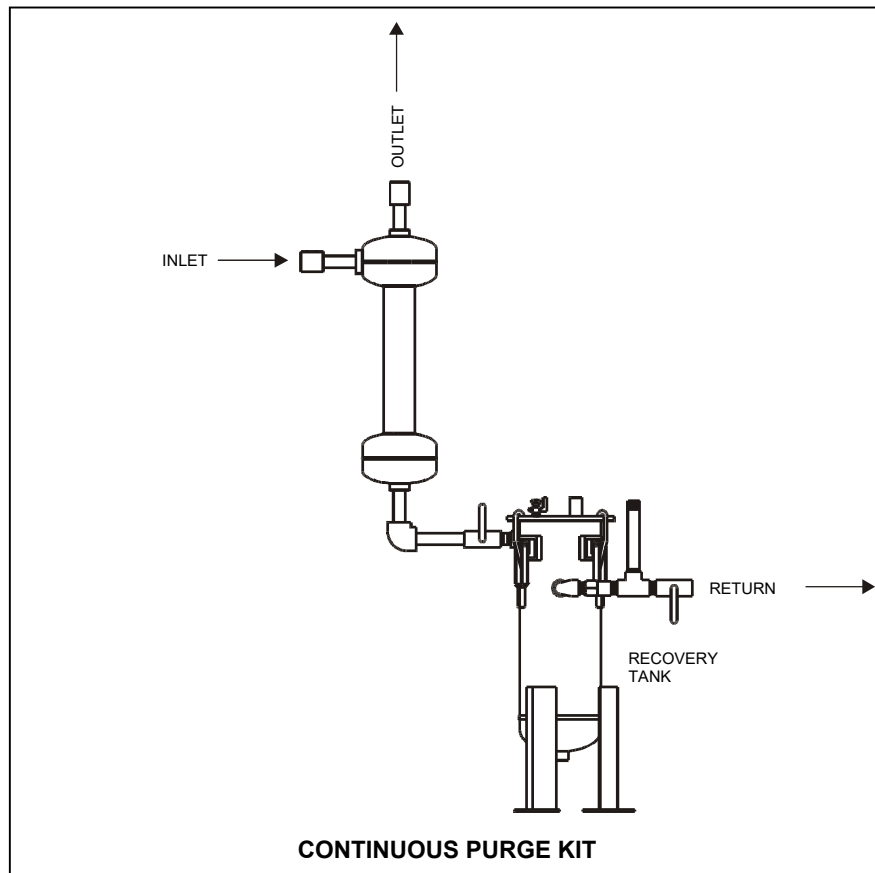 OUTLET
INLET
RETURN
RECOVERY
TANK
CONTINUOUS PURGE KIT